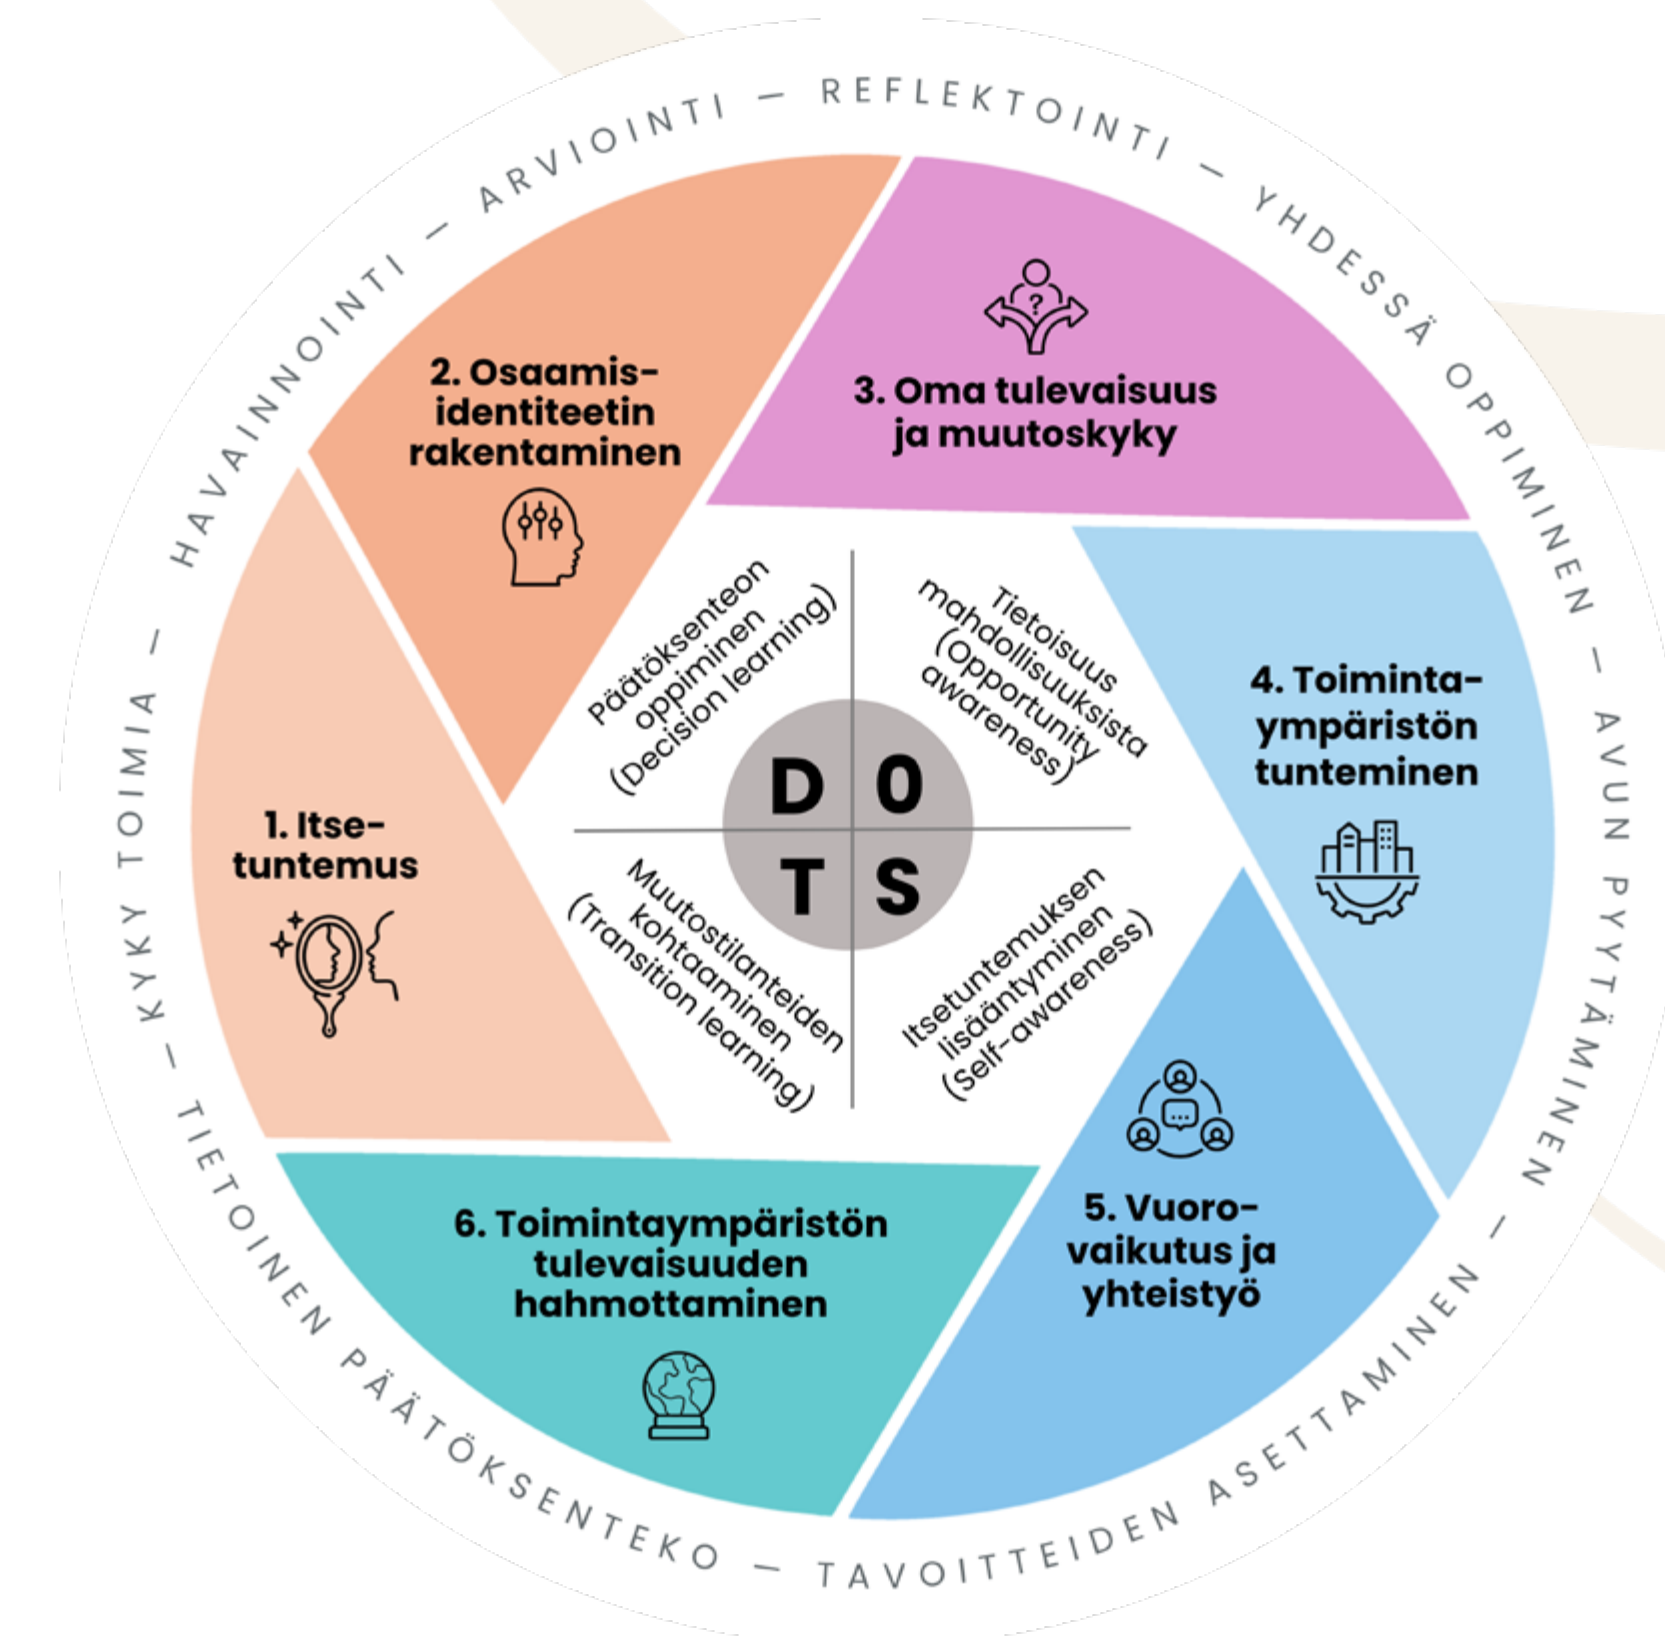 HAVAINNOINTI – ARVIOINTI – REFLEKTOINTI – YHDESSÄ OPPIMINEN – AVUN PYYTÄMINEN – TAVOITTEIDEN ASETTAMINEN – TIETOINEN PÄÄTÖKSENTEKO – KYKY TOIMIA –
1. Itse-
tuntemus
2. Osaamis-
identiteetin
rakentaminen
3. Oma tulevaisuus
ja muutoskyky
4. Toiminta-
ympäristön
tunteminen
5. Vuoro-
vaikutus ja
yhteistyö
6. Toimintaympäristön
tulevaisuuden
hahmottaminen
Päätöksenteon
oppiminen
(Decision learning)
Tietoisuus
mahdollisuuksista
(Opportunity
awareness)
D 0
T S
Muutostilanteiden
kohtaaminen
(Transition learning)
Itsetuntemuksen
lisääntyminen
(Self-awareness)
?